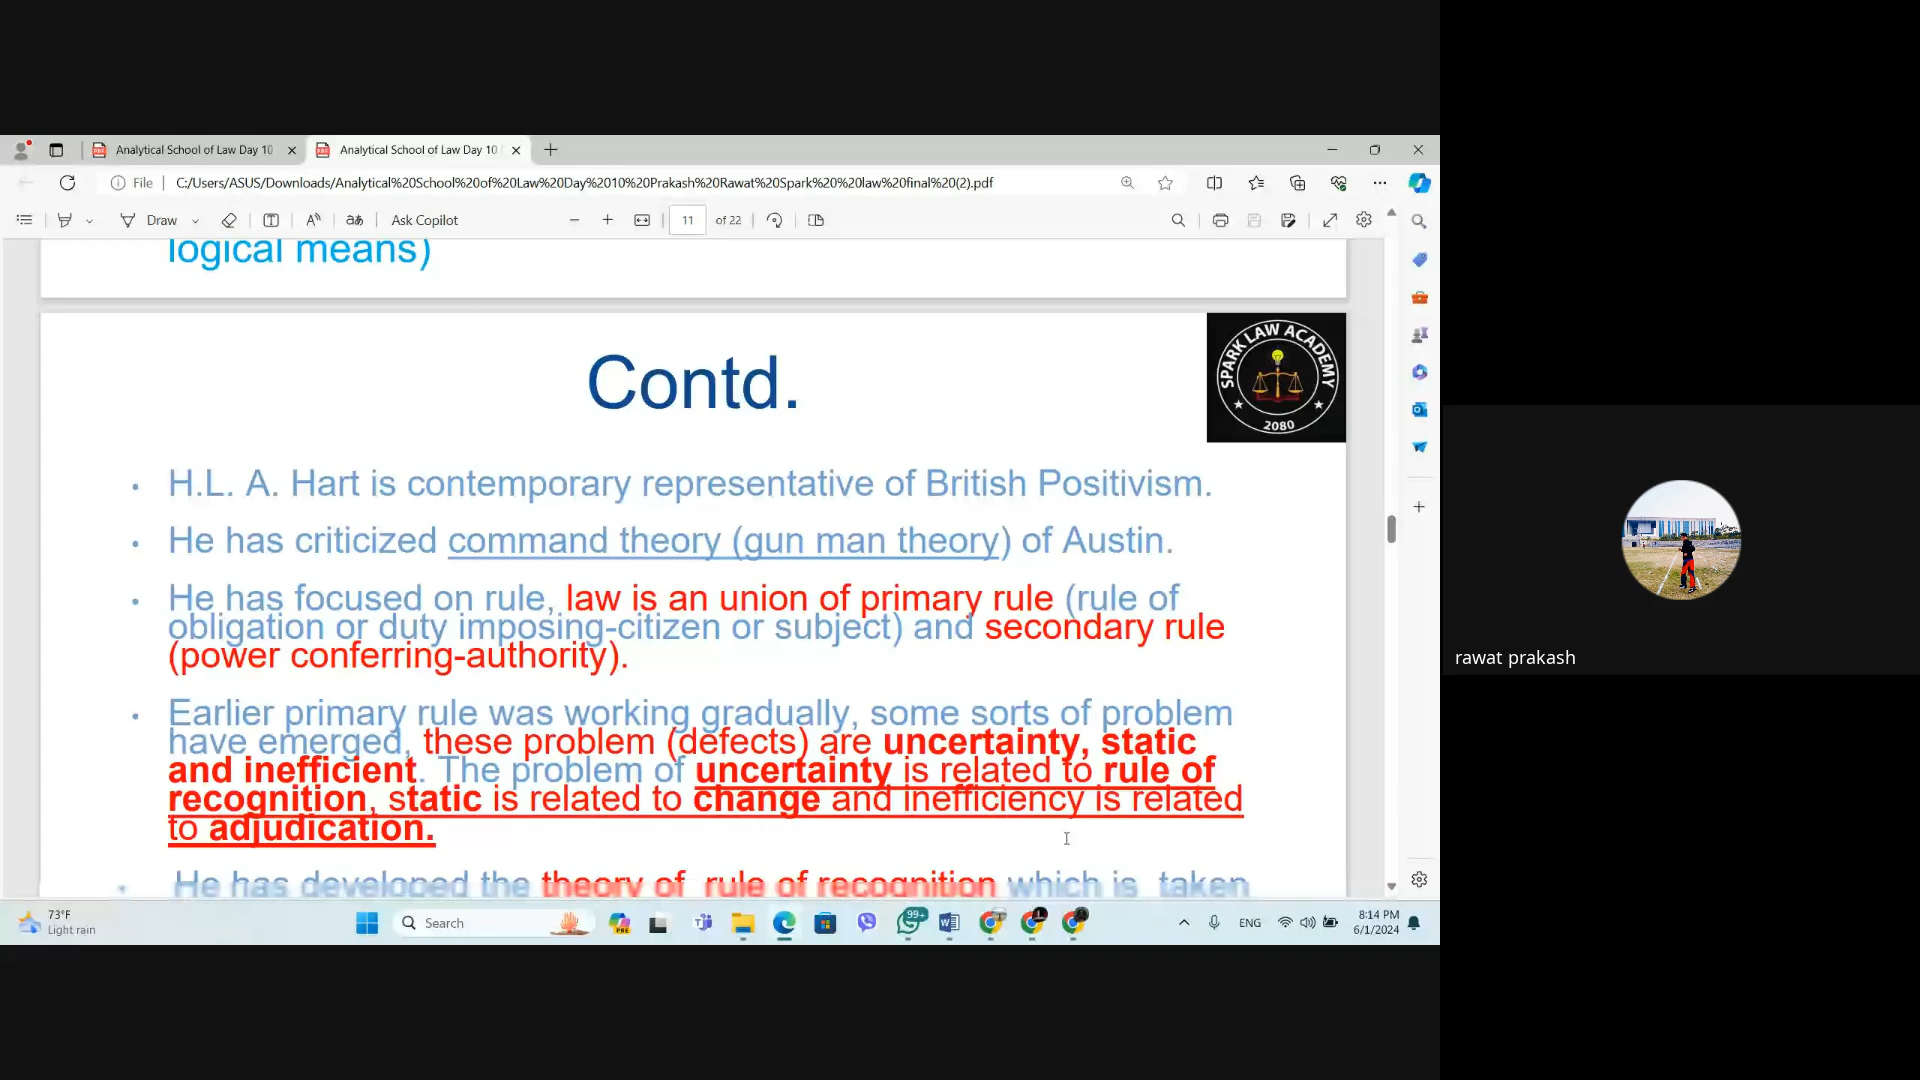 Analytical School of Law Day 10
Analytical School of Law Day 10
File
C:/Users/ASUS/Downloads/Analytical%20School%20of%20Law%20Day%2010%20Prakash%20Rawat%20Spark%20%20law%20final%20(2).pdf
Draw
aあ
Ask Copilot
11
of 22
logical means)
SPARK LAW ACADEMY
2080
Contd.
• H.L. A. Hart is contemporary representative of British Positivism.
• He has criticized command theory (gun man theory) of Austin.
• He has focused on rule, law is an union of primary rule (rule of
obligation or duty imposing-citizen or subject) and secondary rule
(power conferring-authority).
• Earlier primary rule was working gradually, some sorts of problem
have emerged, these problem (defects) are uncertainty, static
and inefficient. The problem of uncertainty is related to rule of
recognition, static is related to change and inefficiency is related
to adjudication.
• He has developed the theory of rule of recognition which is taken
rawat prakash
73°F
Light rain
Search
PRE
99+
ENG
8:14 PM
6/1/2024